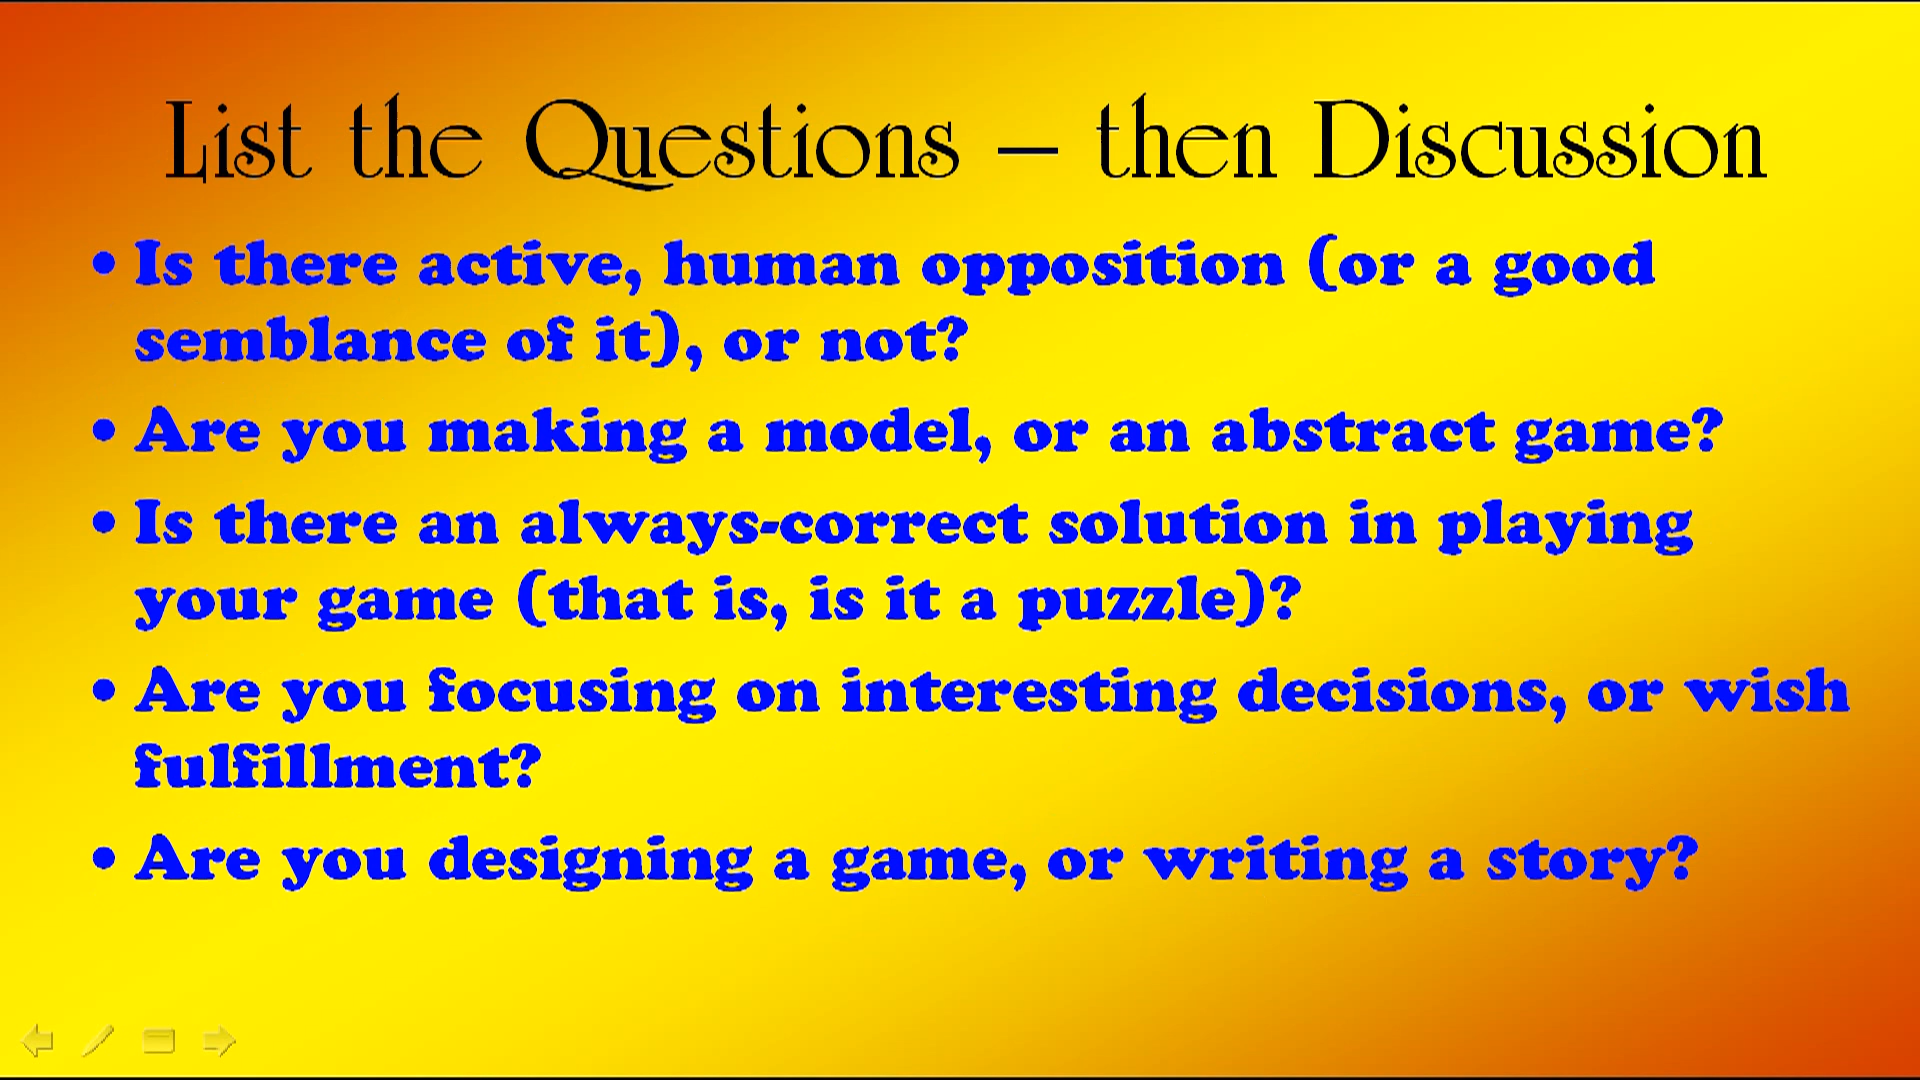 List the Questions – then Discussion
• Is there active, human opposition (or a good
semblance of it), or not?
• Are you making a model, or an abstract game?
• Is there an always-correct solution in playing
your game (that is, is it a puzzle)?
• Are you focusing on interesting decisions, or wish
fulfillment?
• Are you designing a game, or writing a story?